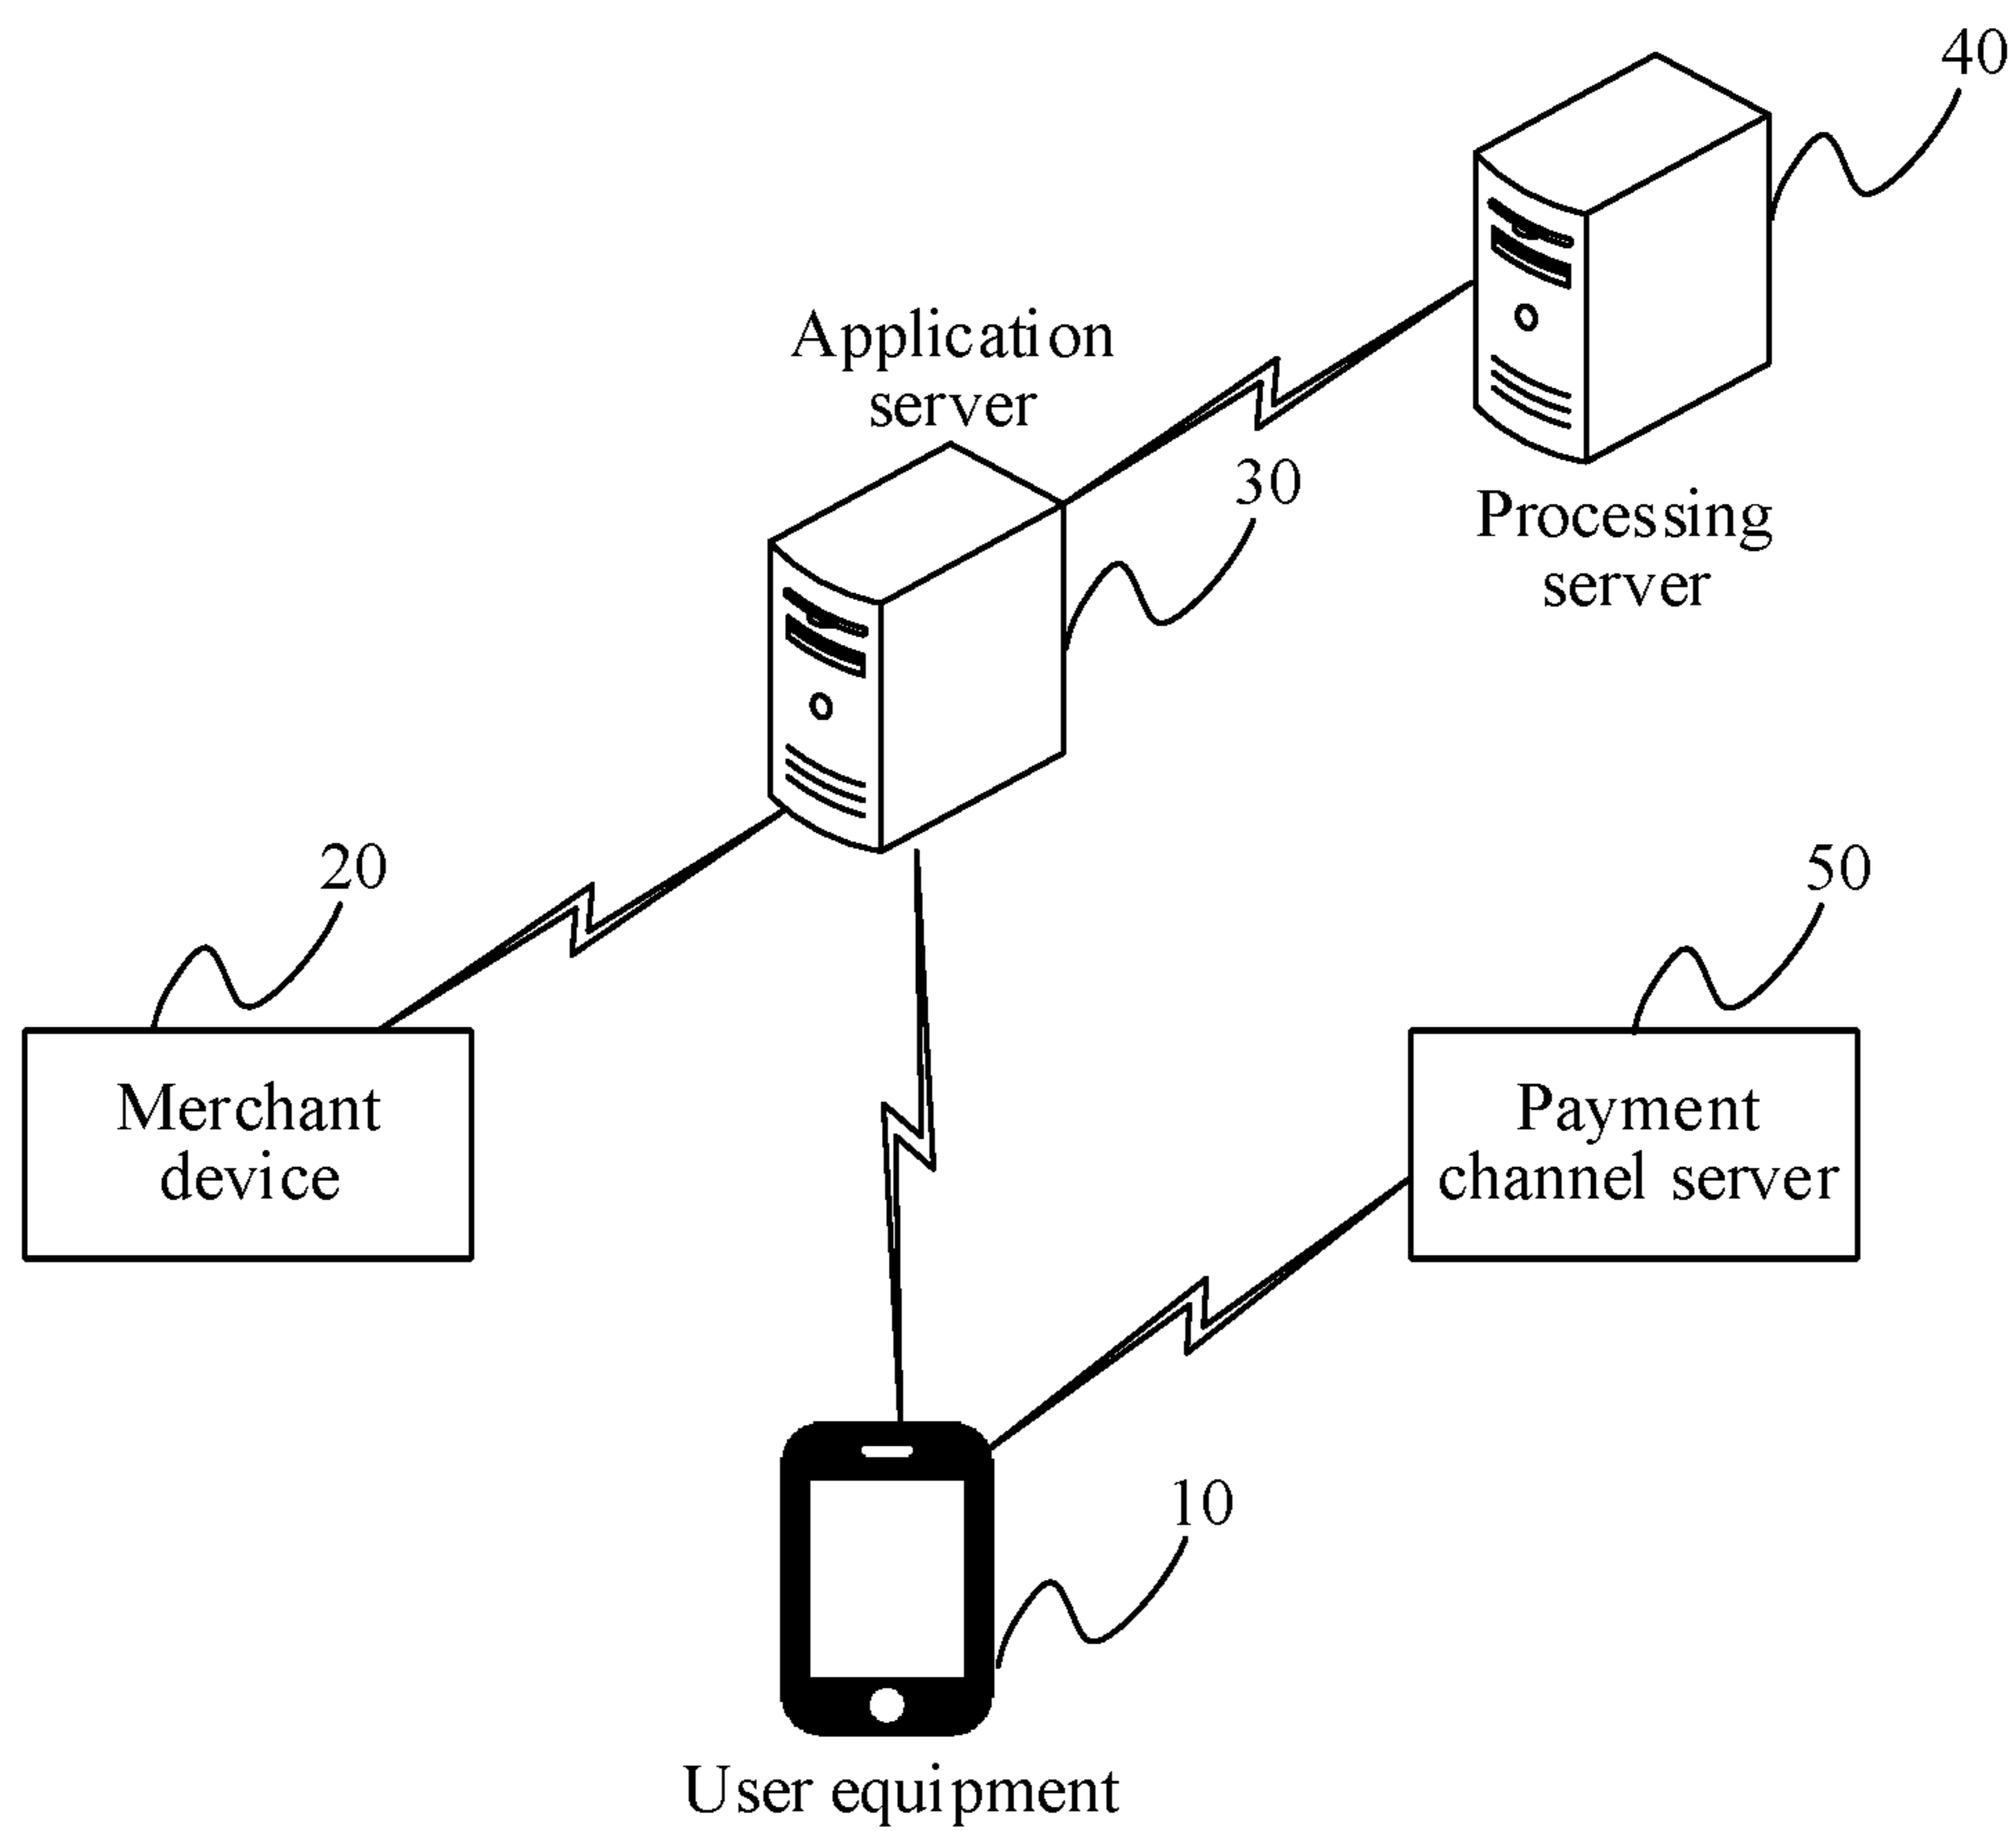 40
Application
server
30
Processing
server
20
50
Merchant
device
Payment
channel server
10
User equipment